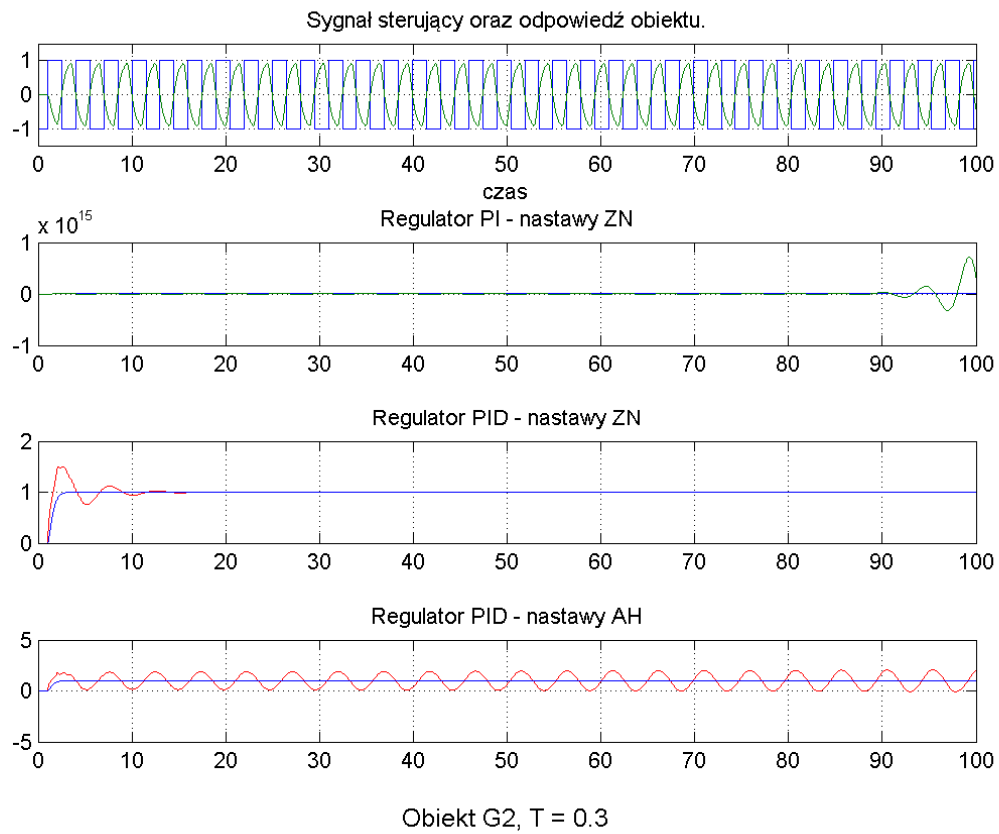 Sygnał sterujący oraz odpowiedź obiektu.
1
0
-1
0 10 20 30 40 50 60 70 80 90 100
czas
x 10^15
Regulator PI - nastawy ZN
1
0
-1
0 10 20 30 40 50 60 70 80 90 100
Regulator PID - nastawy ZN
2
1
0
0 10 20 30 40 50 60 70 80 90 100
Regulator PID - nastawy AH
5
0
-5
0 10 20 30 40 50 60 70 80 90 100
Obiekt G2, T = 0.3